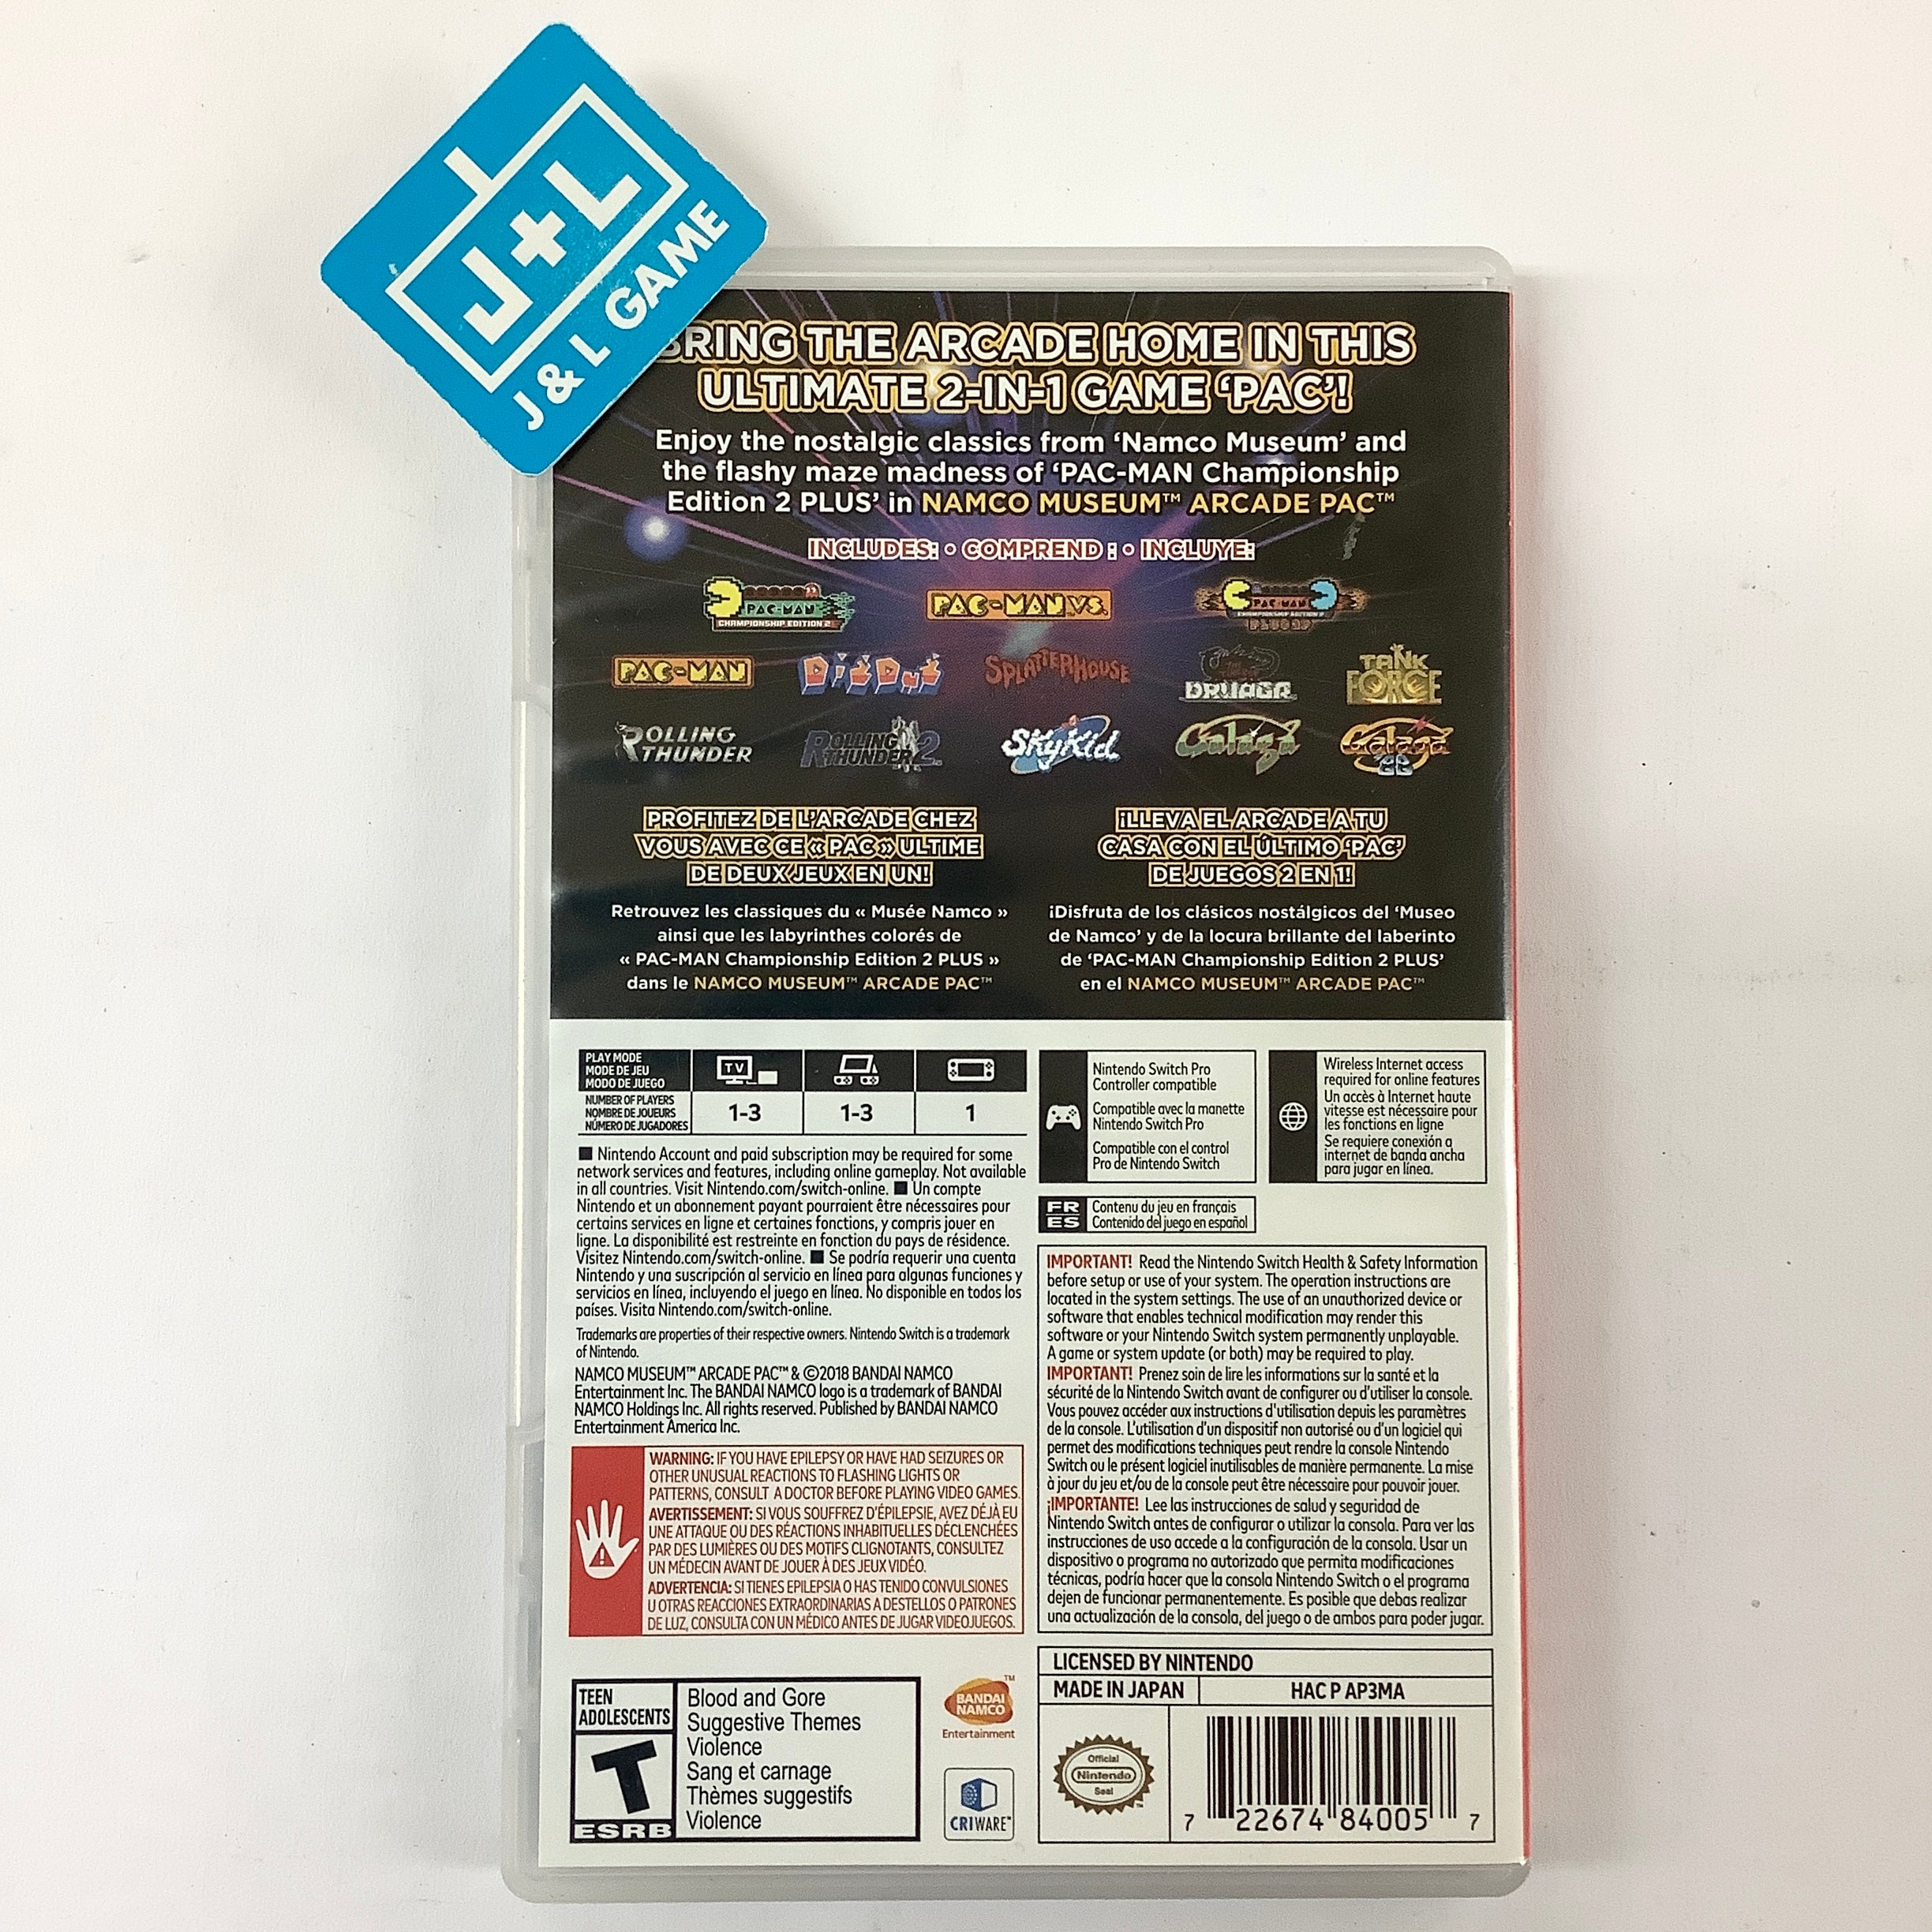 J+L
J & L GAME
BRING THE ARCADE HOME IN THIS
ULTIMATE 2-IN-1 GAME ‘PAC’!
Enjoy the nostalgic classics from ‘Namco Museum’ and
the flashy maze madness of ‘PAC-MAN Championship
Edition 2 PLUS’ in NAMCO MUSEUM™ ARCADE PAC™
INCLUDES: • COMPREND : • INCLUYE:
PAC-MAN
CHAMPIONSHIP EDITION 2
PAC-MAN VS.
PAC-MAN
CHAMPIONSHIP EDITION 2
PLUS 2P
PAC-MAN
DIG DUG
SPLATTERHOUSE
DRUAGA
TANK
FORCE
ROLLING
THUNDER
ROLLING
THUNDER 2
SkyKid
Galaga
Galaga
88
PROFITEZ DE L’ARCADE CHEZ
VOUS AVEC CE « PAC » ULTIME
DE DEUX JEUX EN UN!
Retrouvez les classiques du « Musée Namco »
ainsi que les labyrinthes colorés de
« PAC-MAN Championship Edition 2 PLUS »
dans le NAMCO MUSEUM™ ARCADE PAC™
¡LLEVA EL ARCADE A TU
CASA CON EL ÚLTIMO ‘PAC’
DE JUEGOS 2 EN 1!
¡Disfruta de los clásicos nostálgicos del ‘Museo
de Namco’ y de la locura brillante del laberinto
de ‘PAC-MAN Championship Edition 2 PLUS’
en el NAMCO MUSEUM™ ARCADE PAC™
PLAY MODE
MODE DE JEU
MODO DE JUEGO
TV
NUMBER OF PLAYERS
NOMBRE DE JOUEURS
NÚMERO DE JUGADORES
1-3
1-3
1
Nintendo Switch Pro
Controller compatible
Compatible avec la manette
Nintendo Switch Pro
Compatible con el control
Pro de Nintendo Switch
Wireless Internet access
required for online features
Un accès à Internet haute
vitesse est nécessaire pour
les fonctions en ligne
Se requiere conexión a
internet de banda ancha
para jugar en línea.
FR
ES
Contenu du jeu en français
Contenido del juego en español
■ Nintendo Account and paid subscription may be required for some
network services and features, including online gameplay. Not available
in all countries. Visit Nintendo.com/switch-online. ■ Un compte
Nintendo et un abonnement payant pourraient être nécessaires pour
certains services en ligne et certaines fonctions, y compris jouer en
ligne. La disponibilité est restreinte en fonction du pays de résidence.
Visitez Nintendo.com/switch-online. ■ Se podría requerir una cuenta
Nintendo y una suscripción al servicio en línea para algunas funciones y
servicios en línea, incluyendo el juego en línea. No disponible en todos los
países. Visita Nintendo.com/switch-online.
Trademarks are properties of their respective owners. Nintendo Switch is a trademark
of Nintendo.
NAMCO MUSEUM™ ARCADE PAC™ & ©2018 BANDAI NAMCO
Entertainment Inc. The BANDAI NAMCO logo is a trademark of BANDAI
NAMCO Holdings Inc. All rights reserved. Published by BANDAI NAMCO
Entertainment America Inc.
WARNING: IF YOU HAVE EPILEPSY OR HAVE HAD SEIZURES OR
OTHER UNUSUAL REACTIONS TO FLASHING LIGHTS OR
PATTERNS, CONSULT A DOCTOR BEFORE PLAYING VIDEO GAMES.
AVERTISSEMENT: SI VOUS SOUFFREZ D'ÉPILEPSIE, AVEZ DÉJÀ EU
UNE ATTAQUE OU DES RÉACTIONS INHABITUELLES DÉCLENCHÉES
PAR DES LUMIÈRES OU DES MOTIFS CLIGNOTANTS, CONSULTEZ
UN MÉDECIN AVANT DE JOUER À DES JEUX VIDÉO.
ADVERTENCIA: SI TIENES EPILEPSIA O HAS TENIDO CONVULSIONES
U OTRAS REACCIONES EXTRAORDINARIAS A DESTELLOS O PATRONES
DE LUZ, CONSULTA CON UN MÉDICO ANTES DE JUGAR VIDEOJUEGOS.
IMPORTANT! Read the Nintendo Switch Health & Safety Information
before setup or use of your system. The operation instructions are
located in the system settings. The use of an unauthorized device or
software that enables technical modification may render this
software or your Nintendo Switch system permanently unplayable.
A game or system update (or both) may be required to play.
IMPORTANT! Prenez soin de lire les informations sur la santé et la
sécurité de la Nintendo Switch avant de configurer ou d'utiliser la console.
Vous pouvez accéder aux instructions d'utilisation depuis les paramètres
de la console. L'utilisation d'un dispositif non autorisé ou d'un logiciel qui
permet des modifications techniques peut rendre la console Nintendo
Switch ou le présent logiciel inutilisables de manière permanente. La mise
à jour du jeu et/ou de la console peut être nécessaire pour pouvoir jouer.
¡IMPORTANTE! Lee las instrucciones de salud y seguridad de
Nintendo Switch antes de configurar o utilizar la consola. Para ver las
instrucciones de uso accede a la configuración de la consola. Usar un
dispositivo o programa no autorizado que permita modificaciones
técnicas, podría hacer que la consola Nintendo Switch o el programa
dejen de funcionar permanentemente. Es posible que debas realizar
una actualización de la consola, del juego o de ambos para poder jugar.
TEEN
ADOLESCENTS
T
ESRB
Blood and Gore
Suggestive Themes
Violence
Sang et carnage
Thèmes suggestifs
Violence
BANDAI
NAMCO
™
Entertainment
CRIWARE™
LICENSED BY NINTENDO
MADE IN JAPAN
HAC P AP3MA
Official
Nintendo
Seal
7 22674 84005 7